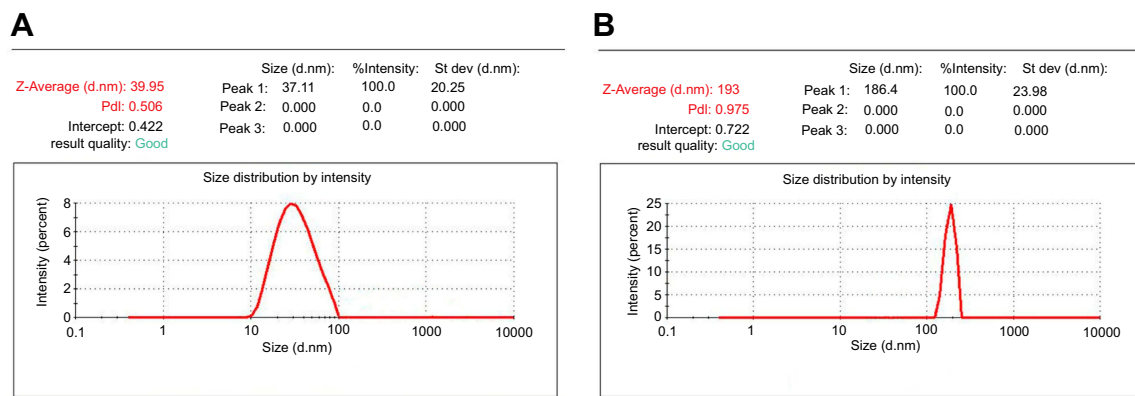 A
Size (d.nm): %Intensity: St dev (d.nm):
Z-Average (d.nm): 39.95 Peak 1: 37.11 100.0 20.25
PdI: 0.506 Peak 2: 0.000 0.0 0.000
Intercept: 0.422 Peak 3: 0.000 0.0 0.000
result quality: Good
Size distribution by intensity
Intensity (percent)
8
6
4
2
0
0.1 1 10 100 1000 10000
Size (d.nm)
B
Size (d.nm): %Intensity: St dev (d.nm):
Z-Average (d.nm): 193 Peak 1: 186.4 100.0 23.98
PdI: 0.975 Peak 2: 0.000 0.0 0.000
Intercept: 0.722 Peak 3: 0.000 0.0 0.000
result quality: Good
Size distribution by intensity
Intensity (percent)
25
20
15
10
5
0
0.1 1 10 100 1000 10000
Size (d.nm)